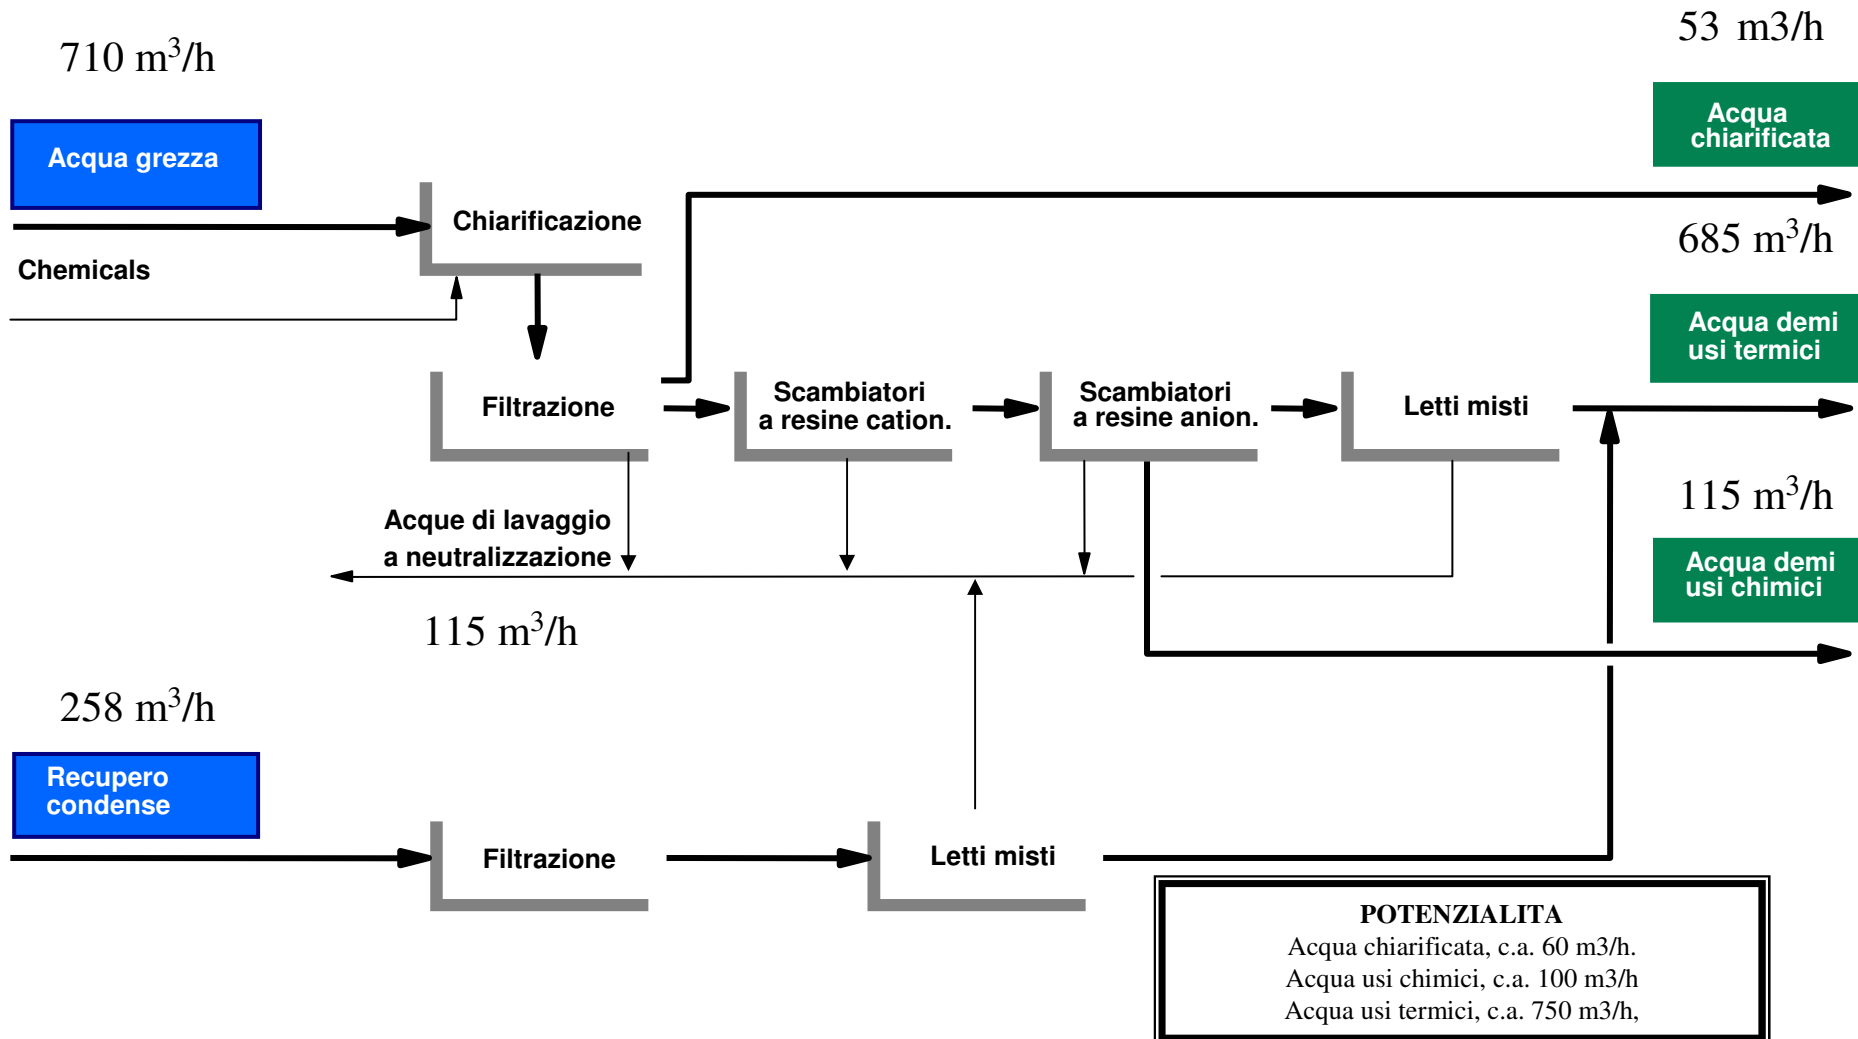 710 m³/h
53 m3/h
Acqua grezza
Acqua
chiarificata
Chiarificazione
685 m³/h
Chemicals
Acqua demi
usi termici
Filtrazione
Scambiatori
a resine cation.
Scambiatori
a resine anion.
Letti misti
115 m³/h
Acque di lavaggio
a neutralizzazione
Acqua demi
usi chimici
115 m³/h
258 m³/h
Recupero
condense
Filtrazione
Letti misti
POTENZIALITA
Acqua chiarificata, c.a. 60 m3/h.
Acqua usi chimici, c.a. 100 m3/h
Acqua usi termici, c.a. 750 m3/h,